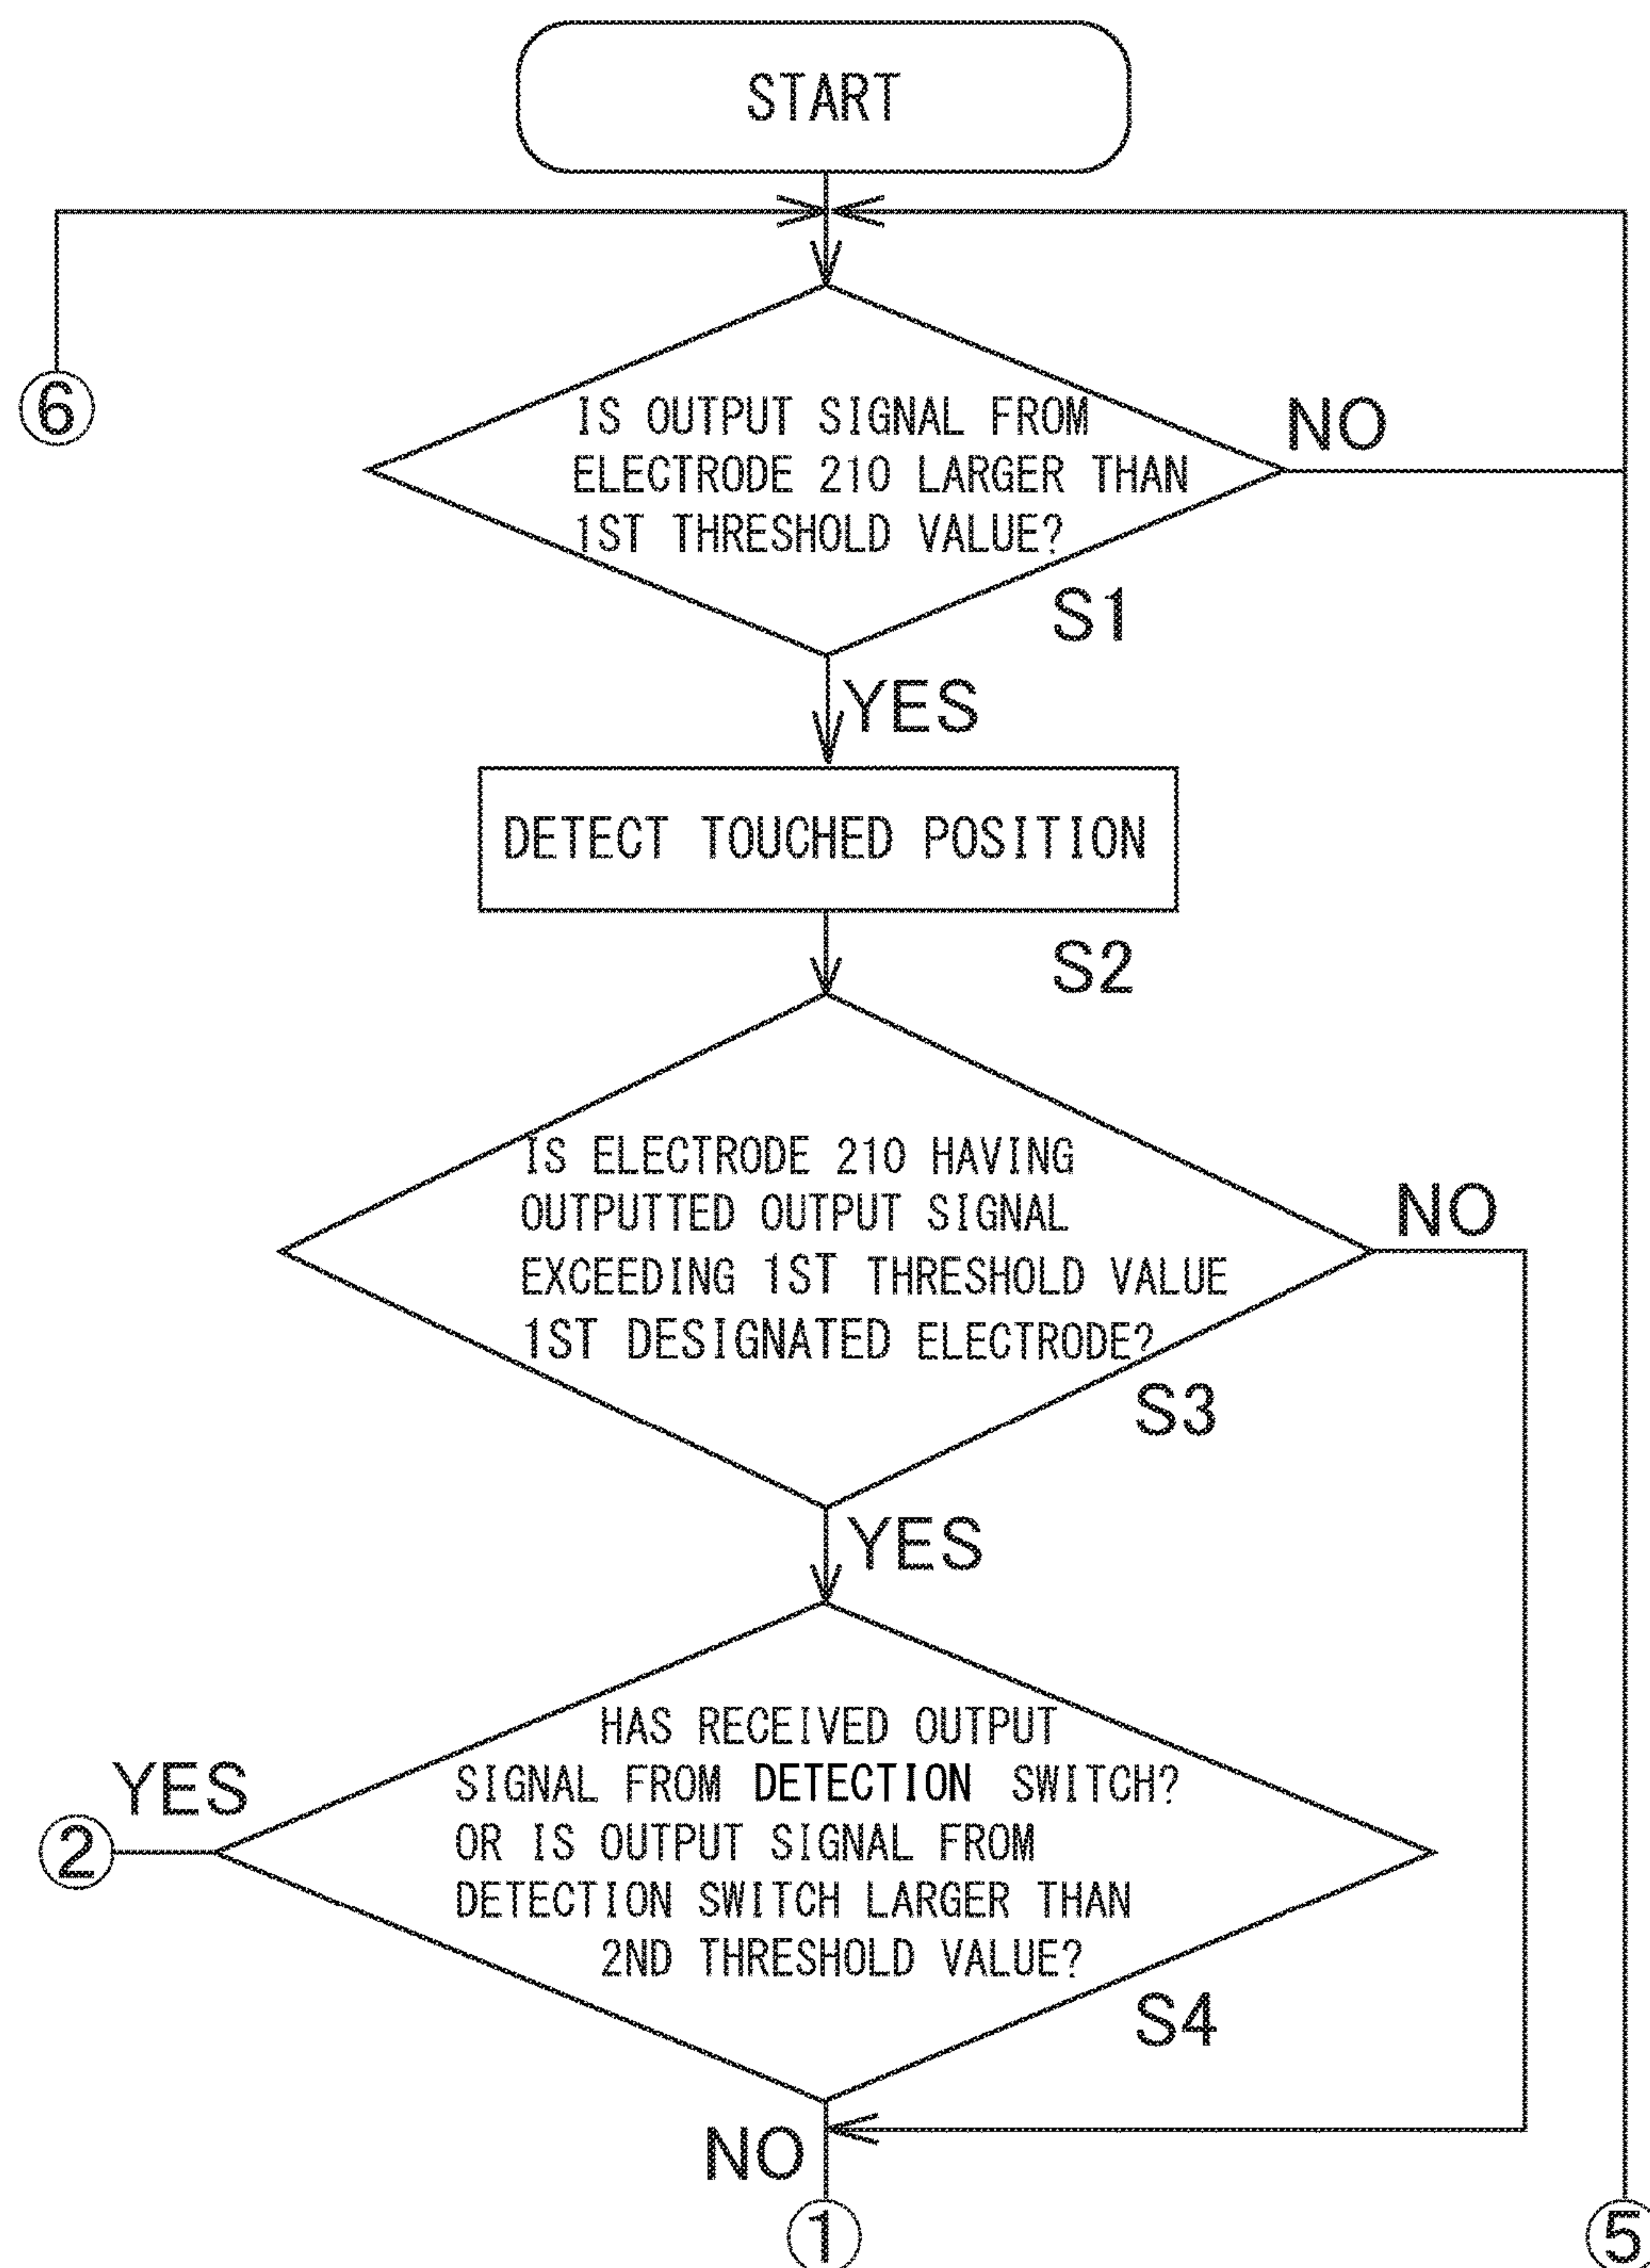 START
⑥
IS OUTPUT SIGNAL FROM
ELECTRODE 210 LARGER THAN
1ST THRESHOLD VALUE?
NO
S1
YES
DETECT TOUCHED POSITION
S2
IS ELECTRODE 210 HAVING
OUTPUTTED OUTPUT SIGNAL
EXCEEDING 1ST THRESHOLD VALUE
1ST DESIGNATED ELECTRODE?
NO
S3
YES
HAS RECEIVED OUTPUT
SIGNAL FROM DETECTION SWITCH?
OR IS OUTPUT SIGNAL FROM
DETECTION SWITCH LARGER THAN
2ND THRESHOLD VALUE?
YES
②
S4
NO
①
⑤